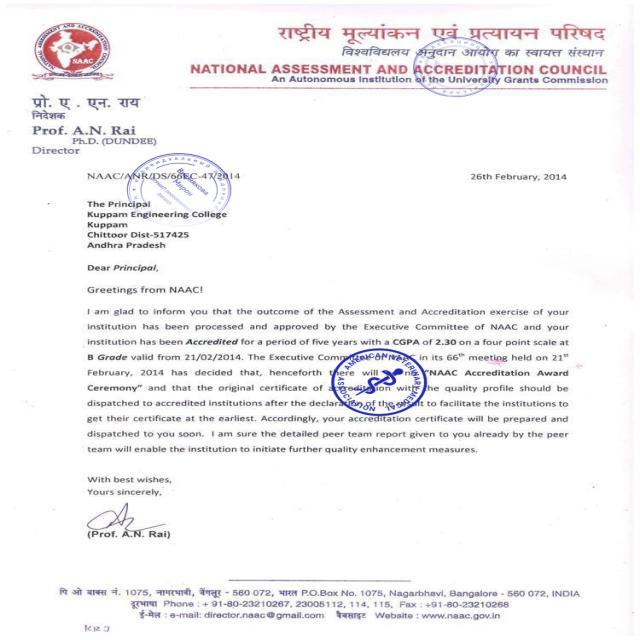 राष्ट्रीय मूल्यांकन एवं प्रत्यायन परिषद
विश्वविद्यालय अनुदान आयोग का स्वायत्त संस्थान
NATIONAL ASSESSMENT AND ACCREDITATION COUNCIL
An Autonomous Institution of the University Grants Commission
NAAC
प्रो. ए . एन. राय
निदेशक
Prof. A.N. Rai
Ph.D. (DUNDEE)
Director
NAAC/ANR/DS/66EC-47/2014
26th February, 2014
The Principal
Kuppam Engineering College
Kuppam
Chittoor Dist-517425
Andhra Pradesh
Dear Principal,
Greetings from NAAC!
I am glad to inform you that the outcome of the Assessment and Accreditation exercise of your
institution has been processed and approved by the Executive Committee of NAAC and your
institution has been Accredited for a period of five years with a CGPA of 2.30 on a four point scale at
B Grade valid from 21/02/2014. The Executive Committee of NAAC in its 66th meeting held on 21st
February, 2014 has decided that, henceforth there will "NAAC Accreditation Award
Ceremony" and that the original certificate of accreditation with the quality profile should be
dispatched to accredited institutions after the declaration of the result to facilitate the institutions to
get their certificate at the earliest. Accordingly, your accreditation certificate will be prepared and
dispatched to you soon. I am sure the detailed peer team report given to you already by the peer
team will enable the institution to initiate further quality enhancement measures.
AMERICAN VETERINARY MEDICAL ASSOCIATION
With best wishes,
Yours sincerely,
(Prof. A.N. Rai)
पि ओ बाक्स नं. 1075, नागरभावी, बेंगलूर - 560 072, भारत P.O.Box No. 1075, Nagarbhavi, Bangalore - 560 072, INDIA
दूरभाष Phone : + 91-80-23210267, 23005112, 114, 115, Fax : +91-80-23210268
ई-मेल : e-mail: director.naac@gmail.com वैबसाइट Website : www.naac.gov.in